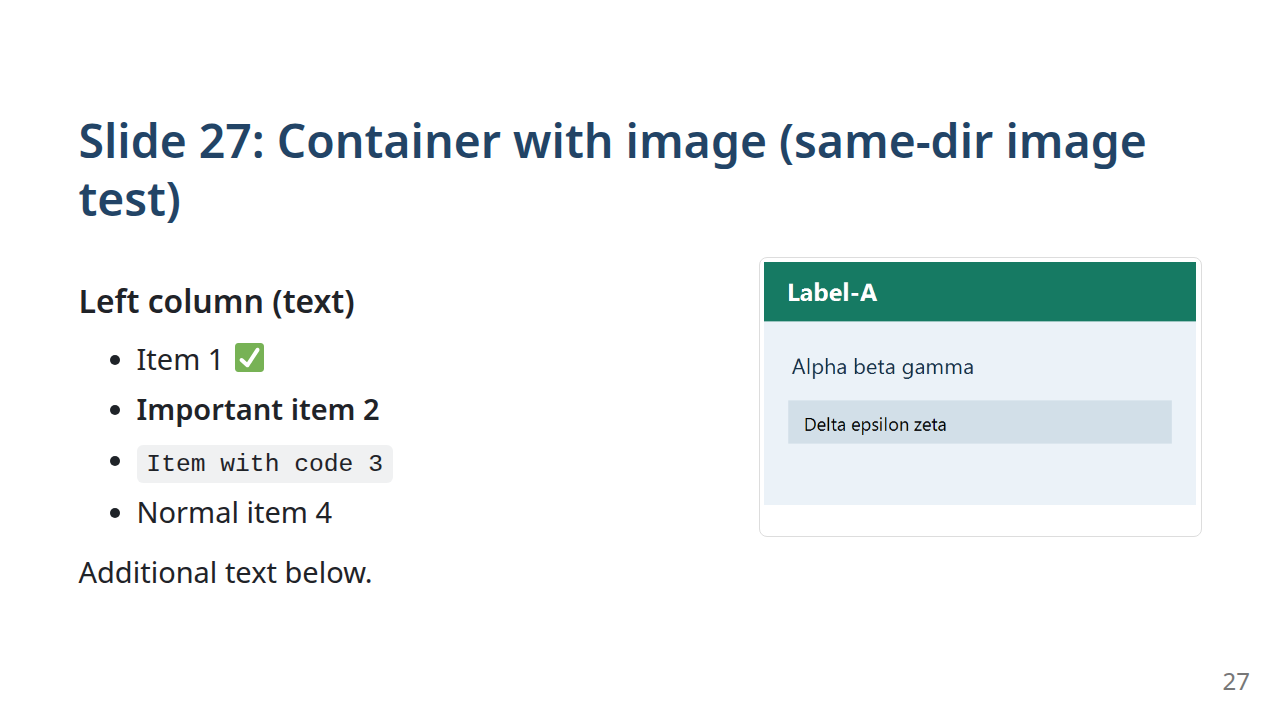 Slide 27: Container with image (same-dir image
test)
Left column (text)
Item 1 ✅
Important item 2
Item with code 3
Normal item 4
Additional text below.
Label-A
Alpha beta gamma
Delta epsilon zeta
27